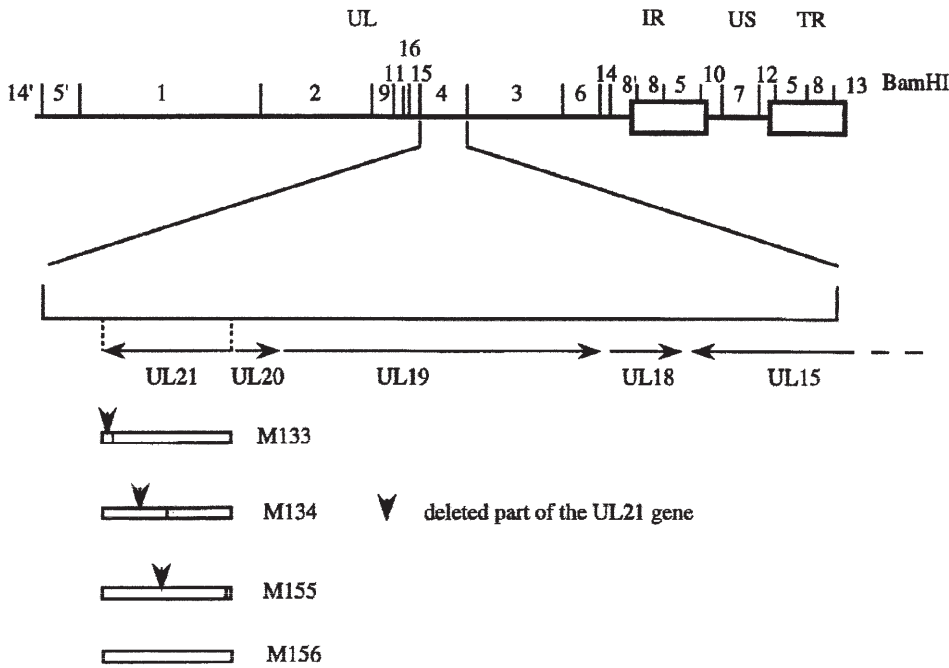 UL IR US TR
16
11 15 14 10 12
14' 5' 1 2 9 4 3 6 8' 8 5 7 5 8 13 BamHI
UL21 UL20 UL19 UL18 UL15
M133
M134 deleted part of the UL21 gene
M155
M156